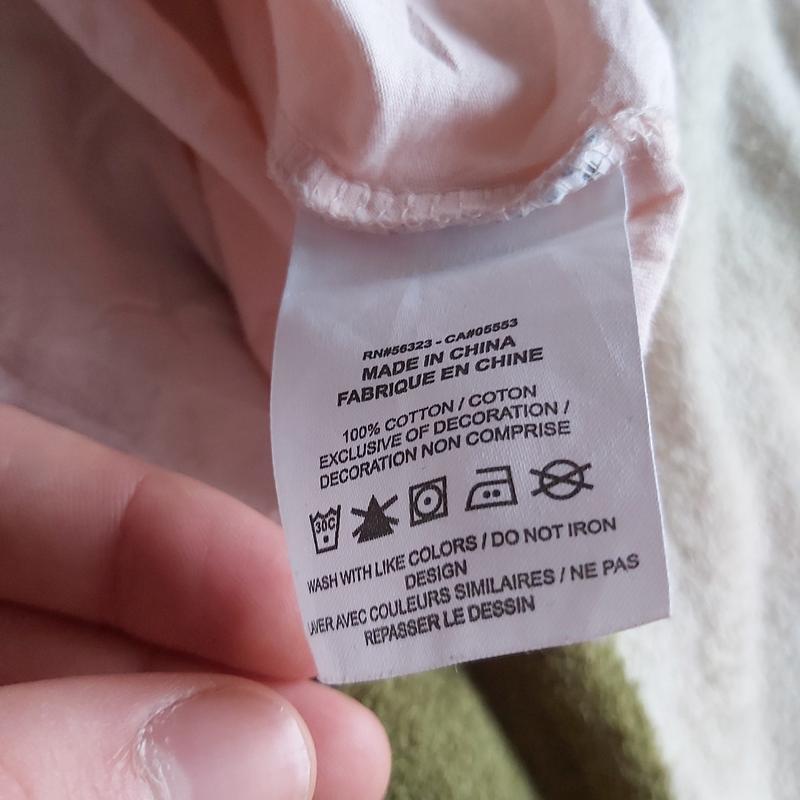 RN#56323 - CA#05553
MADE IN CHINA
FABRIQUE EN CHINE
100% COTTON / COTON
EXCLUSIVE OF DECORATION /
DECORATION NON COMPRISE
30C
WASH WITH LIKE COLORS / DO NOT IRON
DESIGN
LAVER AVEC COULEURS SIMILAIRES / NE PAS
REPASSER LE DESSIN